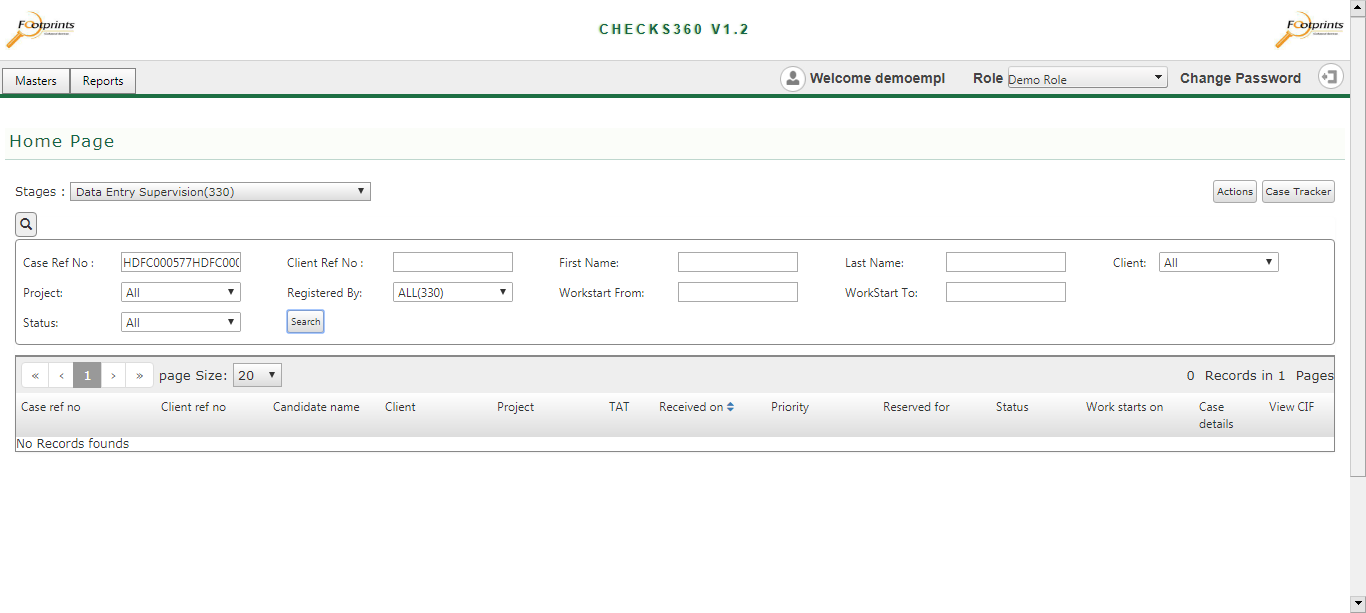 FOotprints
CHECKS360 V1.2
FOotprints
Masters Reports Welcome demoempl Role Demo Role Change Password
Home Page
Stages : Data Entry Supervision(330) Actions Case Tracker
Case Ref No : HDFC000577HDFC000 Client Ref No : First Name: Last Name: Client: All
Project: All Registered By: ALL(330) Workstart From: WorkStart To:
Status: All Search
« ‹ 1 › » page Size: 20 0 Records in 1 Pages
Case ref no Client ref no Candidate name Client Project TAT Received on Priority Reserved for Status Work starts on Case details View CIF
No Records founds